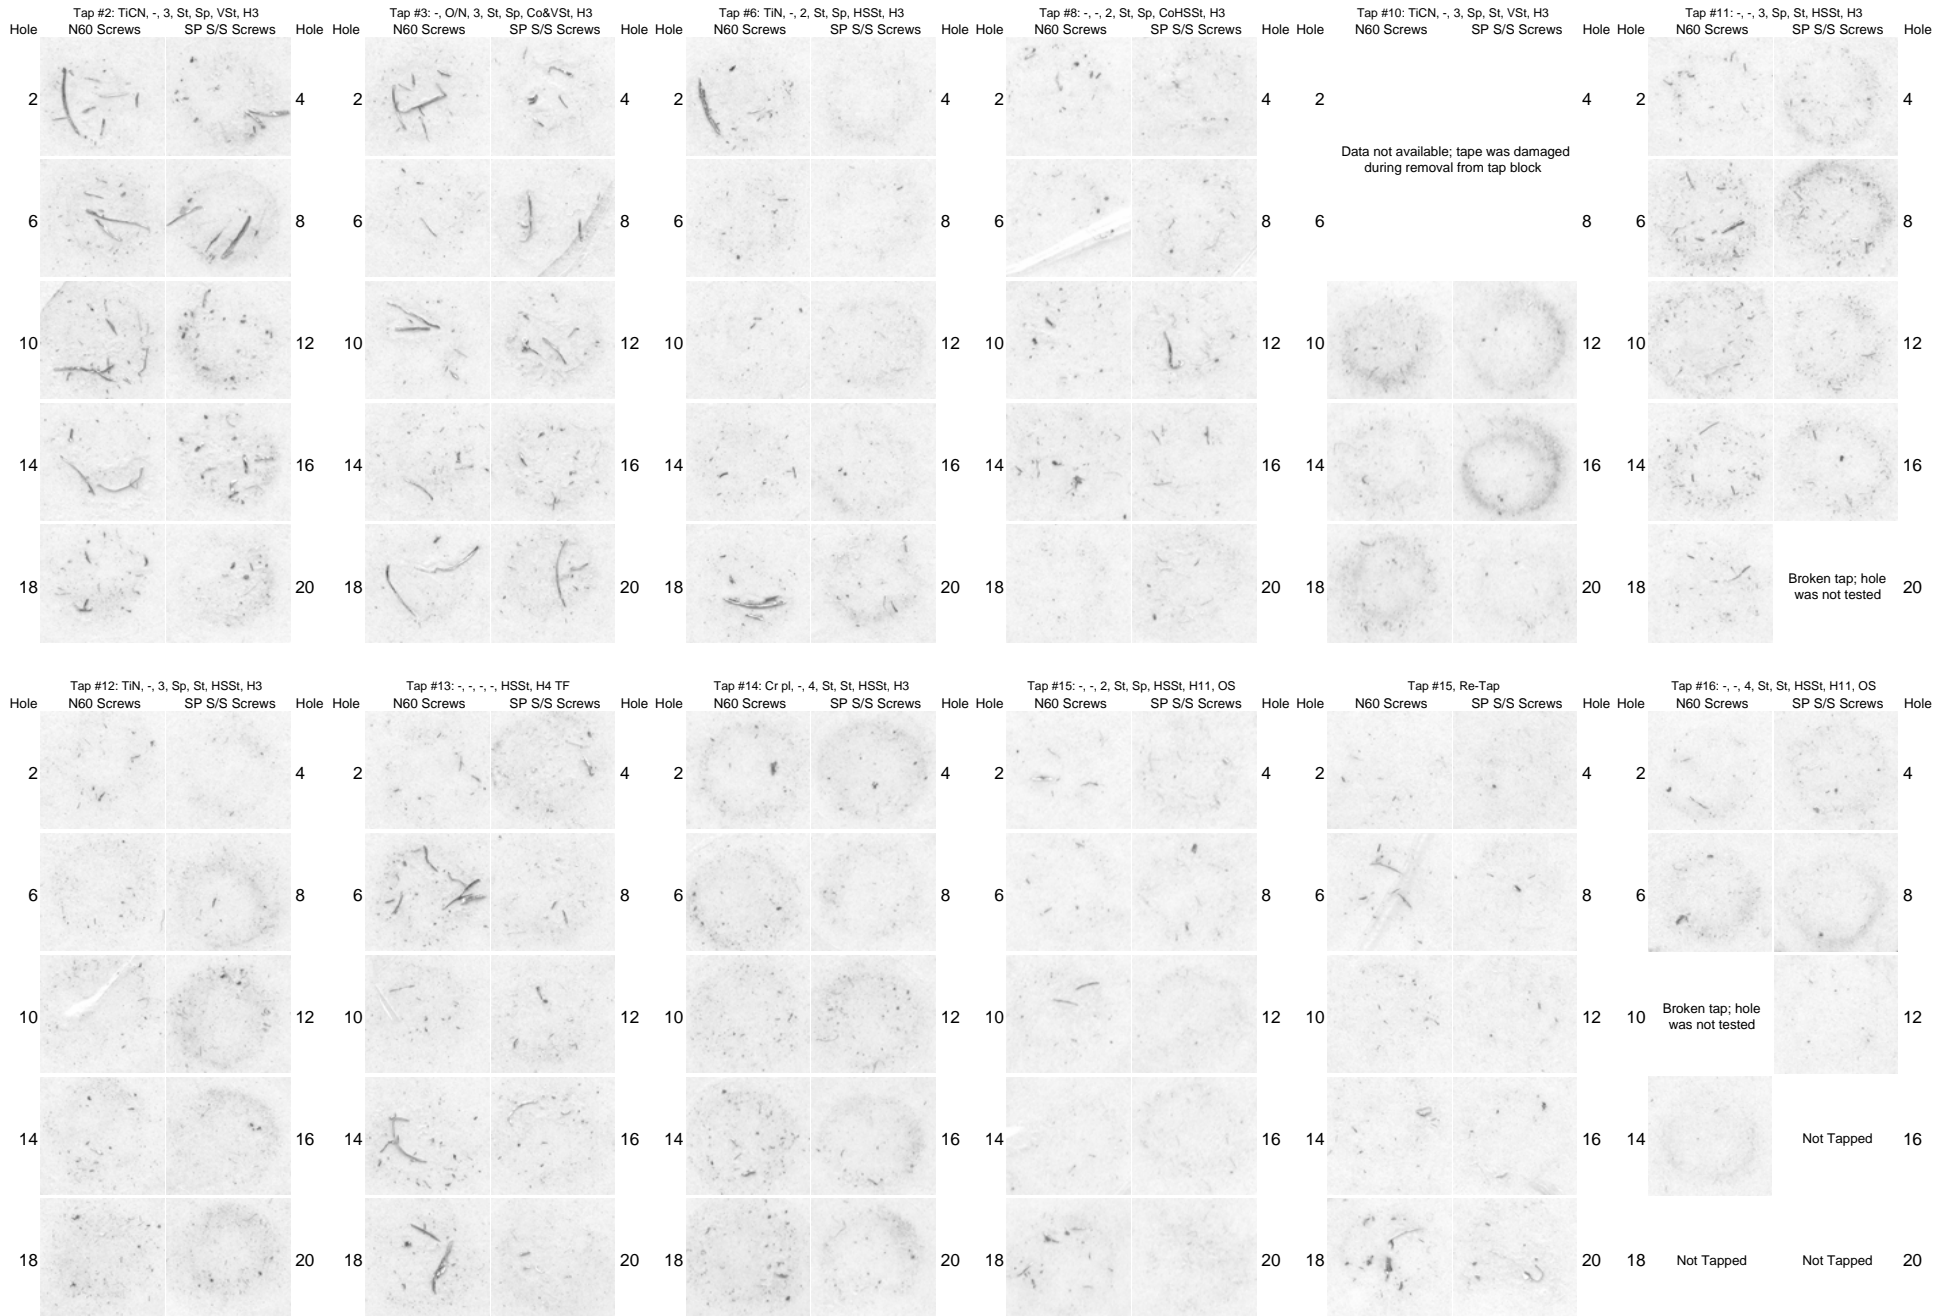 Tap #2: TiCN, -, 3, St, Sp, VSt, H3
Tap #3: -, O/N, 3, St, Sp, Co&VSt, H3
Tap #6: TiN, -, 2, St, Sp, HSSt, H3
Tap #8: -, -, 2, St, Sp, CoHSSt, H3
Tap #10: TiCN, -, 3, Sp, St, VSt, H3
Tap #11: -, -, 3, Sp, St, HSSt, H3
Hole N60 Screws SP S/S Screws Hole Hole N60 Screws SP S/S Screws Hole Hole N60 Screws SP S/S Screws Hole Hole N60 Screws SP S/S Screws Hole Hole N60 Screws SP S/S Screws Hole Hole N60 Screws SP S/S Screws Hole
2 4 2 4 2 4 2 4 2 4 2 4
Data not available; tape was damaged
during removal from tap block
6 8 6 8 6 8 6 8 6 8 6 8
10 12 10 12 10 12 10 12 10 12 10 12
14 16 14 16 14 16 14 16 14 16 14 16
Broken tap; hole
was not tested
18 20 18 20 18 20 18 20 18 20 18 20
Tap #12: TiN, -, 3, Sp, St, HSSt, H3
Tap #13: -, -, -, -, HSSt, H4 TF
Tap #14: Cr pl, -, 4, St, St, HSSt, H3
Tap #15: -, -, 2, St, Sp, HSSt, H11, OS
Tap #15, Re-Tap
Tap #16: -, -, 4, St, St, HSSt, H11, OS
Hole N60 Screws SP S/S Screws Hole Hole N60 Screws SP S/S Screws Hole Hole N60 Screws SP S/S Screws Hole Hole N60 Screws SP S/S Screws Hole Hole N60 Screws SP S/S Screws Hole Hole N60 Screws SP S/S Screws Hole
2 4 2 4 2 4 2 4 2 4 2 4
6 8 6 8 6 8 6 8 6 8 6 8
Broken tap; hole
was not tested
10 12 10 12 10 12 10 12 10 12 10 12
14 16 14 16 14 16 14 16 14 16 14 Not Tapped 16
18 20 18 20 18 20 18 20 18 20 18 Not Tapped Not Tapped 20